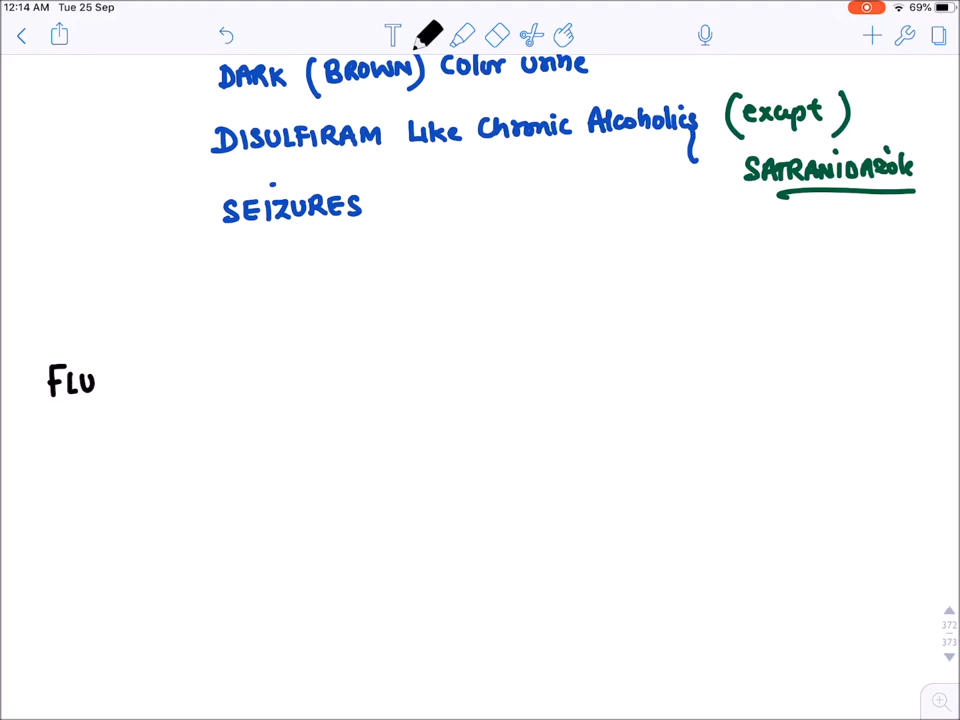 12:14 AM Tue 25 Sep 69%
T
DARK (BROWN) Color Urine
DISULFIRAM Like Chronic Alcoholics (except)
SATRANIDAZole
SEIZURES
FLU
372
373